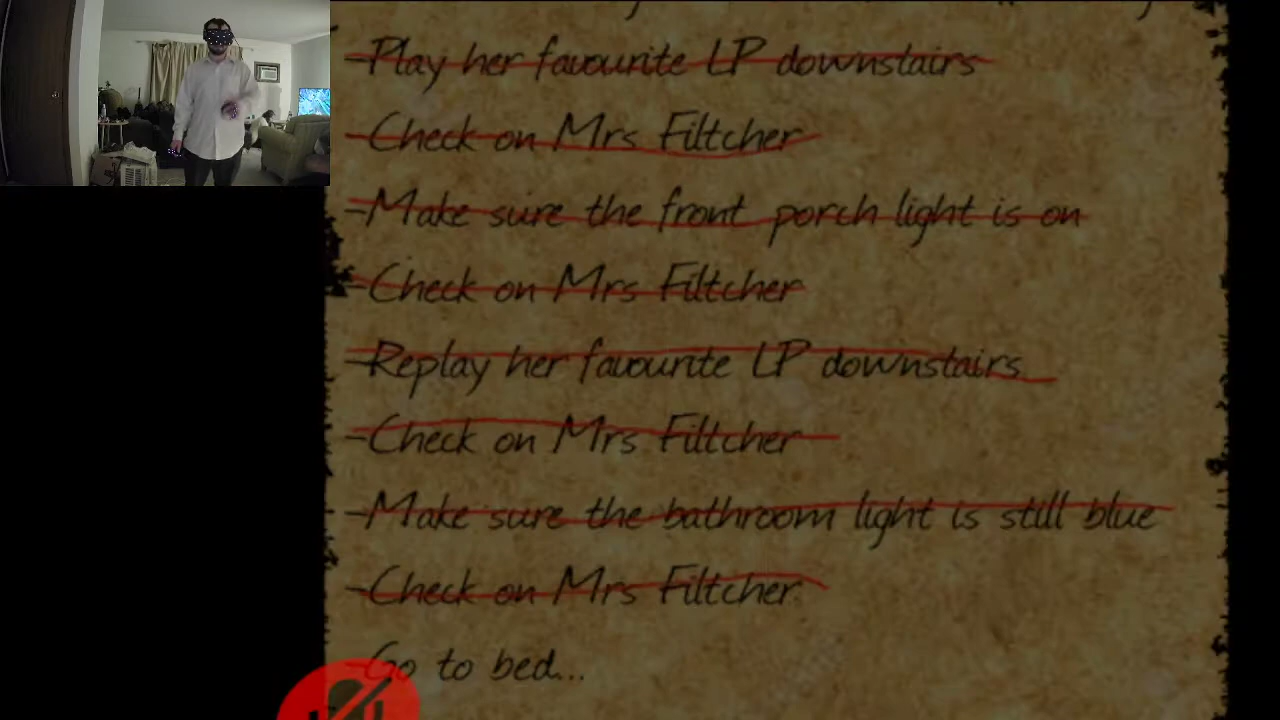 -Play her favourite LP downstairs
-Check on Mrs Filtcher
-Make sure the front porch light is on
-Check on Mrs Filtcher
-Replay her favourite LP downstairs
-Check on Mrs Filtcher
-Make sure the bathroom light is still blue
-Check on Mrs Filtcher
-Go to bed...